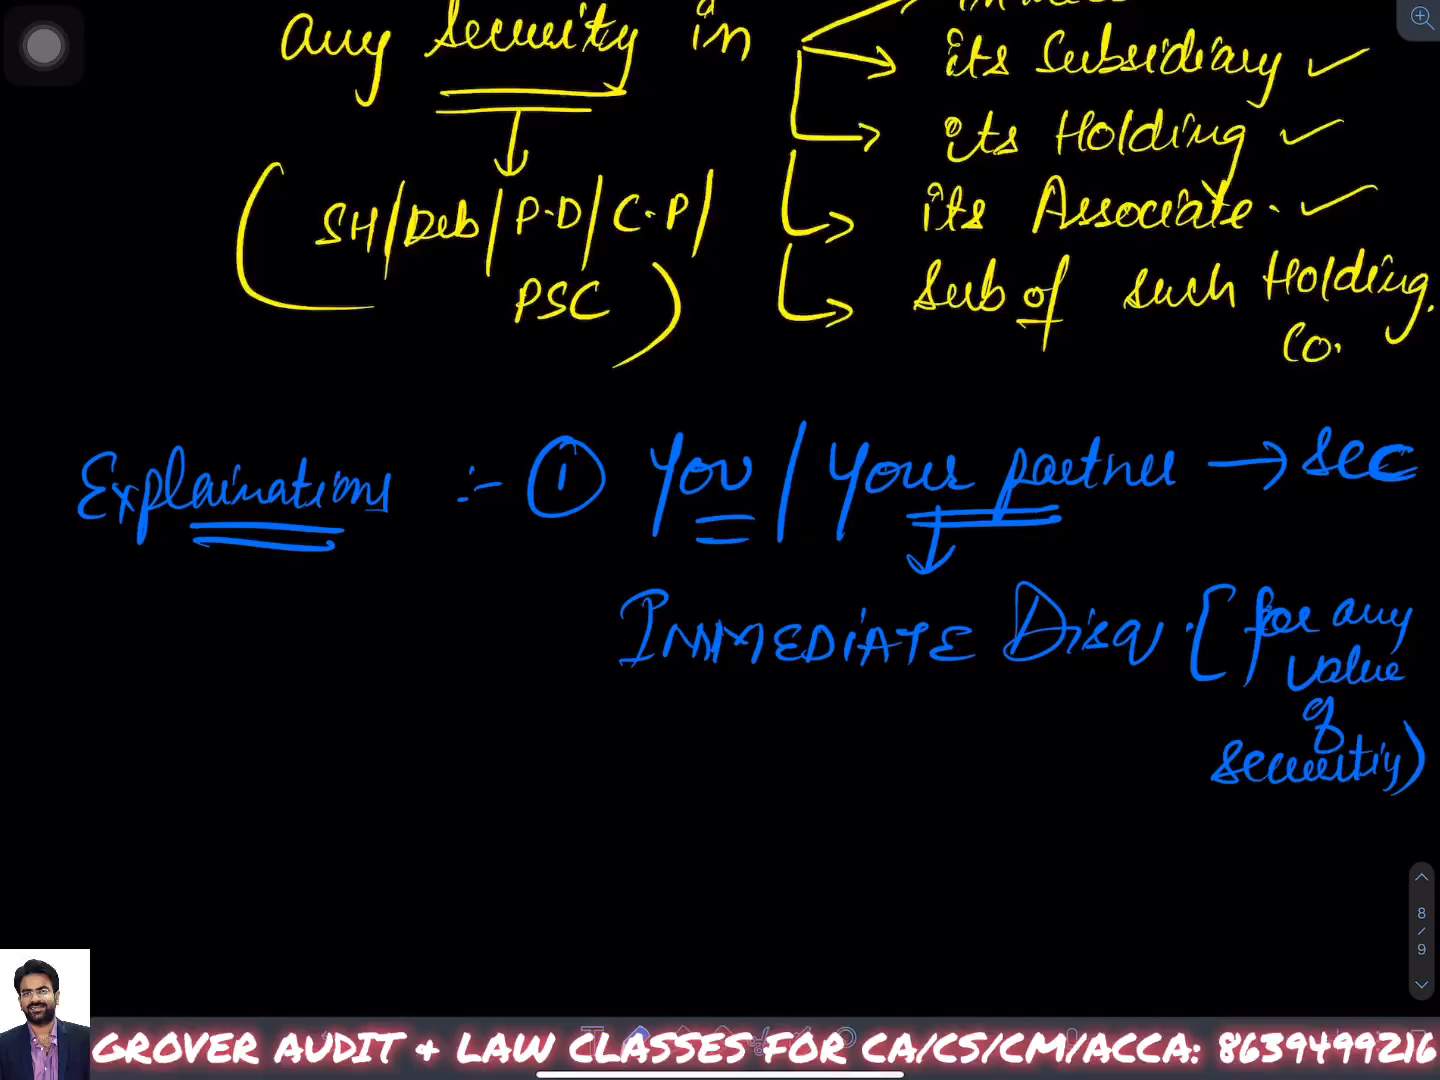 any Security in
its Subsidiary ✓
its Holding ✓
its Associate. ✓
SH/Deb/P.D/C.P/
PSC
Sub of such Holding
Co.
Explainations :- ① You / Your partner → SEC
IMMEDIATE Disq. [for any
value
of
security)
8
/
9
GROVER AUDIT + LAW CLASSES FOR CA/CS/CM/ACCA: 8639499216